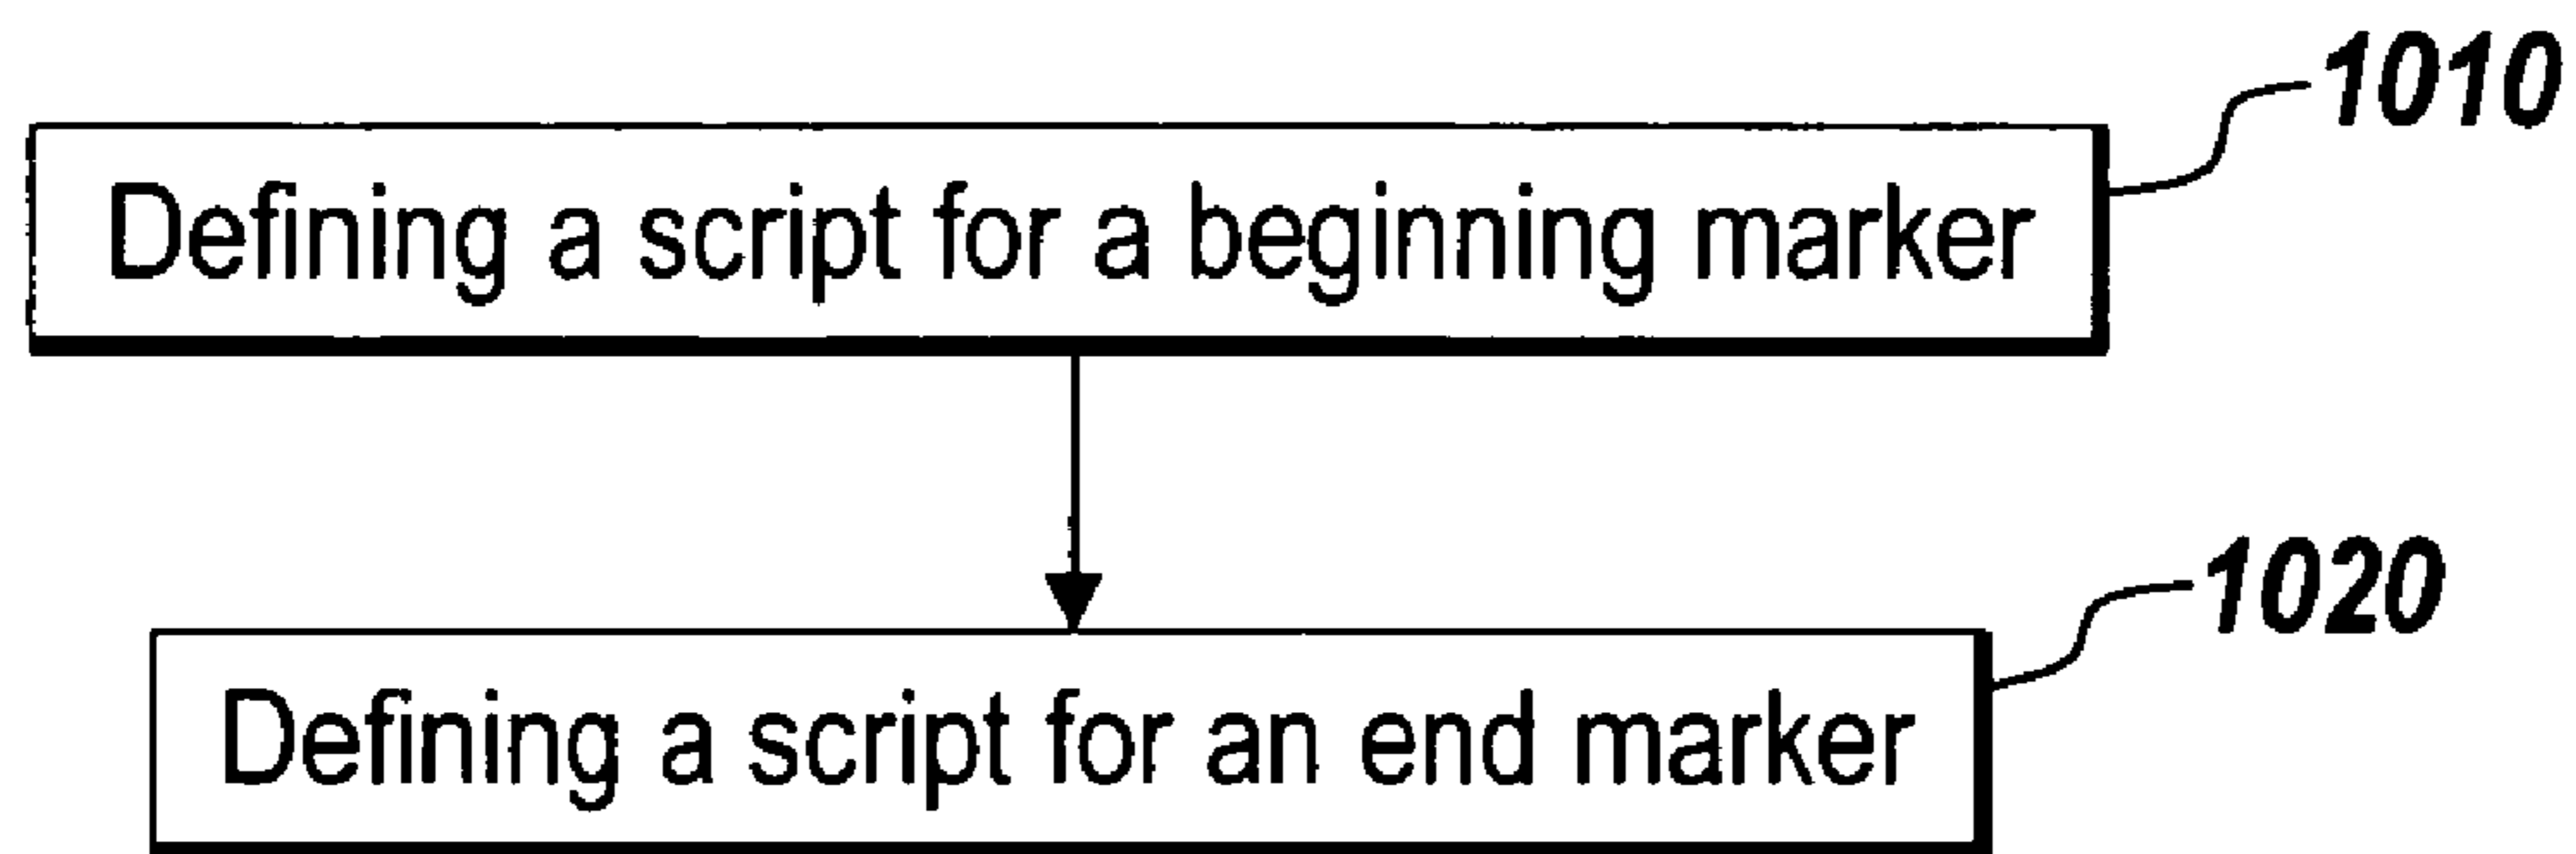 1010
Defining a script for a beginning marker
1020
Defining a script for an end marker